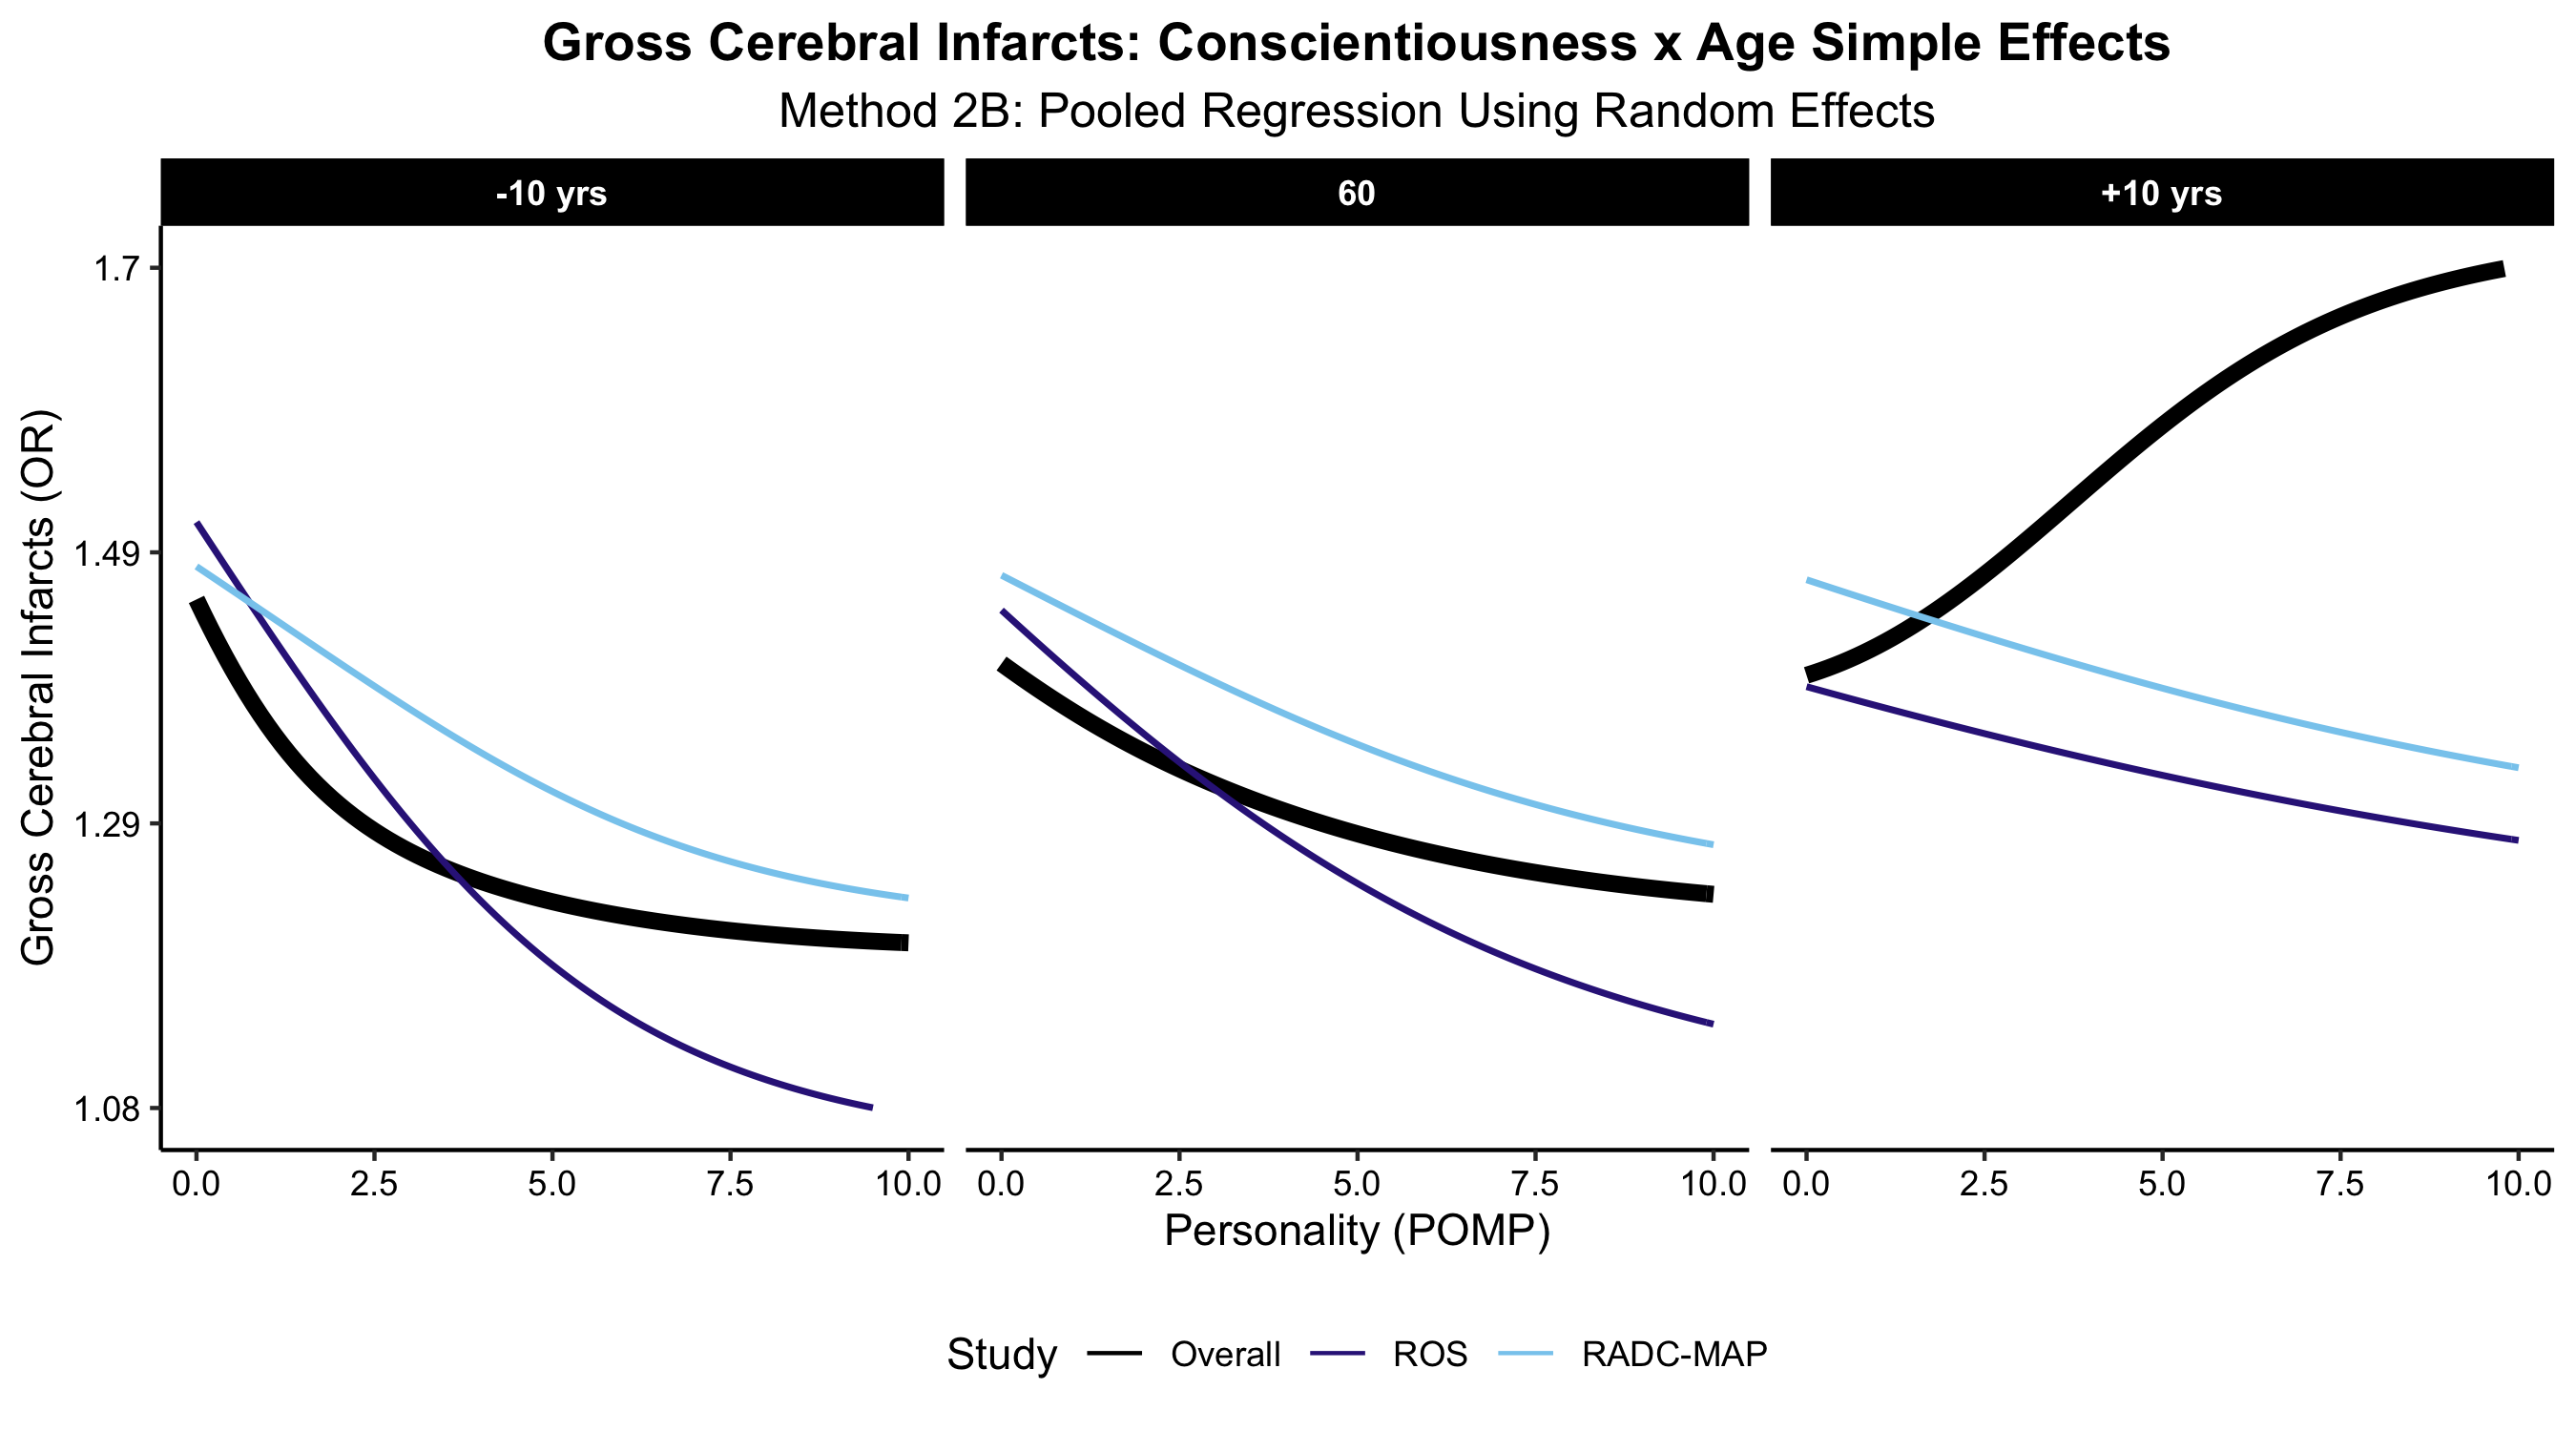 Gross Cerebral Infarcts: Conscientiousness x Age Simple Effects
Method 2B: Pooled Regression Using Random Effects
-10 yrs 60 +10 yrs
Gross Cerebral Infarcts (OR)
1.7
1.49
1.29
1.08
0.0 2.5 5.0 7.5 10.0 0.0 2.5 5.0 7.5 10.0 0.0 2.5 5.0 7.5 10.0
Personality (POMP)
Study Overall ROS RADC-MAP